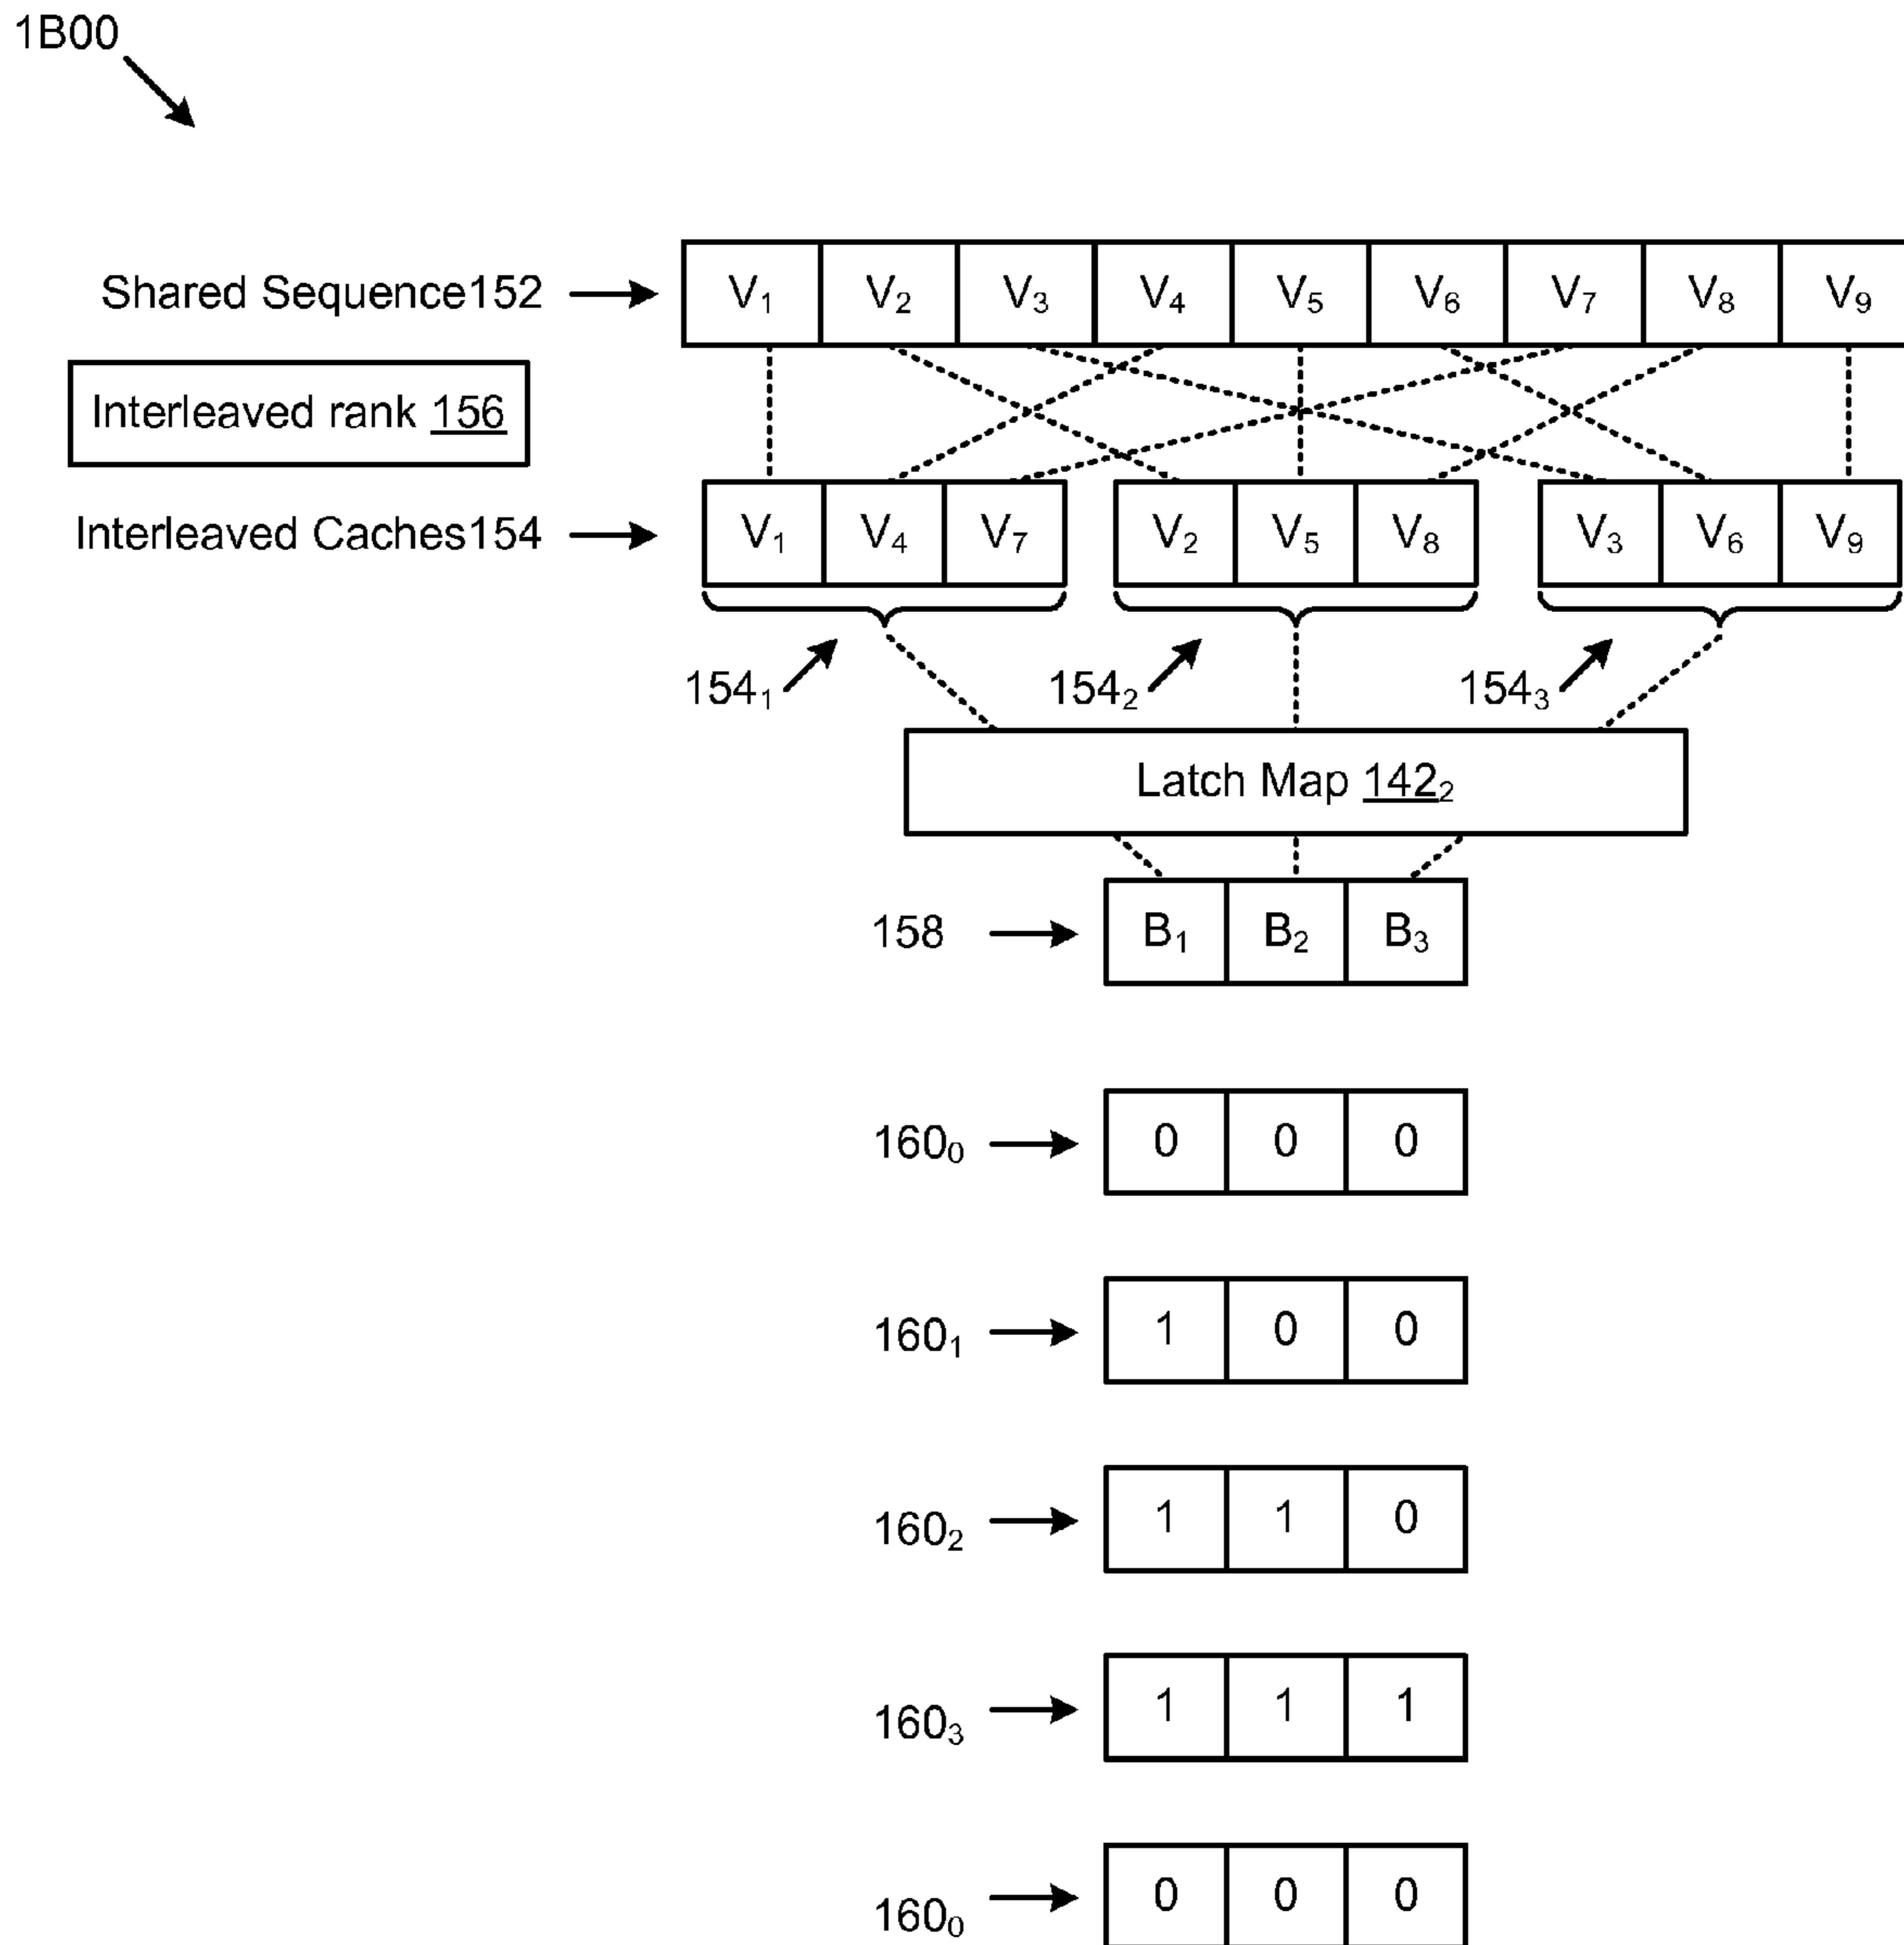 1B00
Shared Sequence152
V₁ V₂ V₃ V₄ V₅ V₆ V₇ V₈ V₉
Interleaved rank 156
Interleaved Caches154
V₁ V₄ V₇ V₂ V₅ V₈ V₃ V₆ V₉
154₁ 154₂ 154₃
Latch Map 142₂
158 B₁ B₂ B₃
160₀ 0 0 0
160₁ 1 0 0
160₂ 1 1 0
160₃ 1 1 1
160₀ 0 0 0